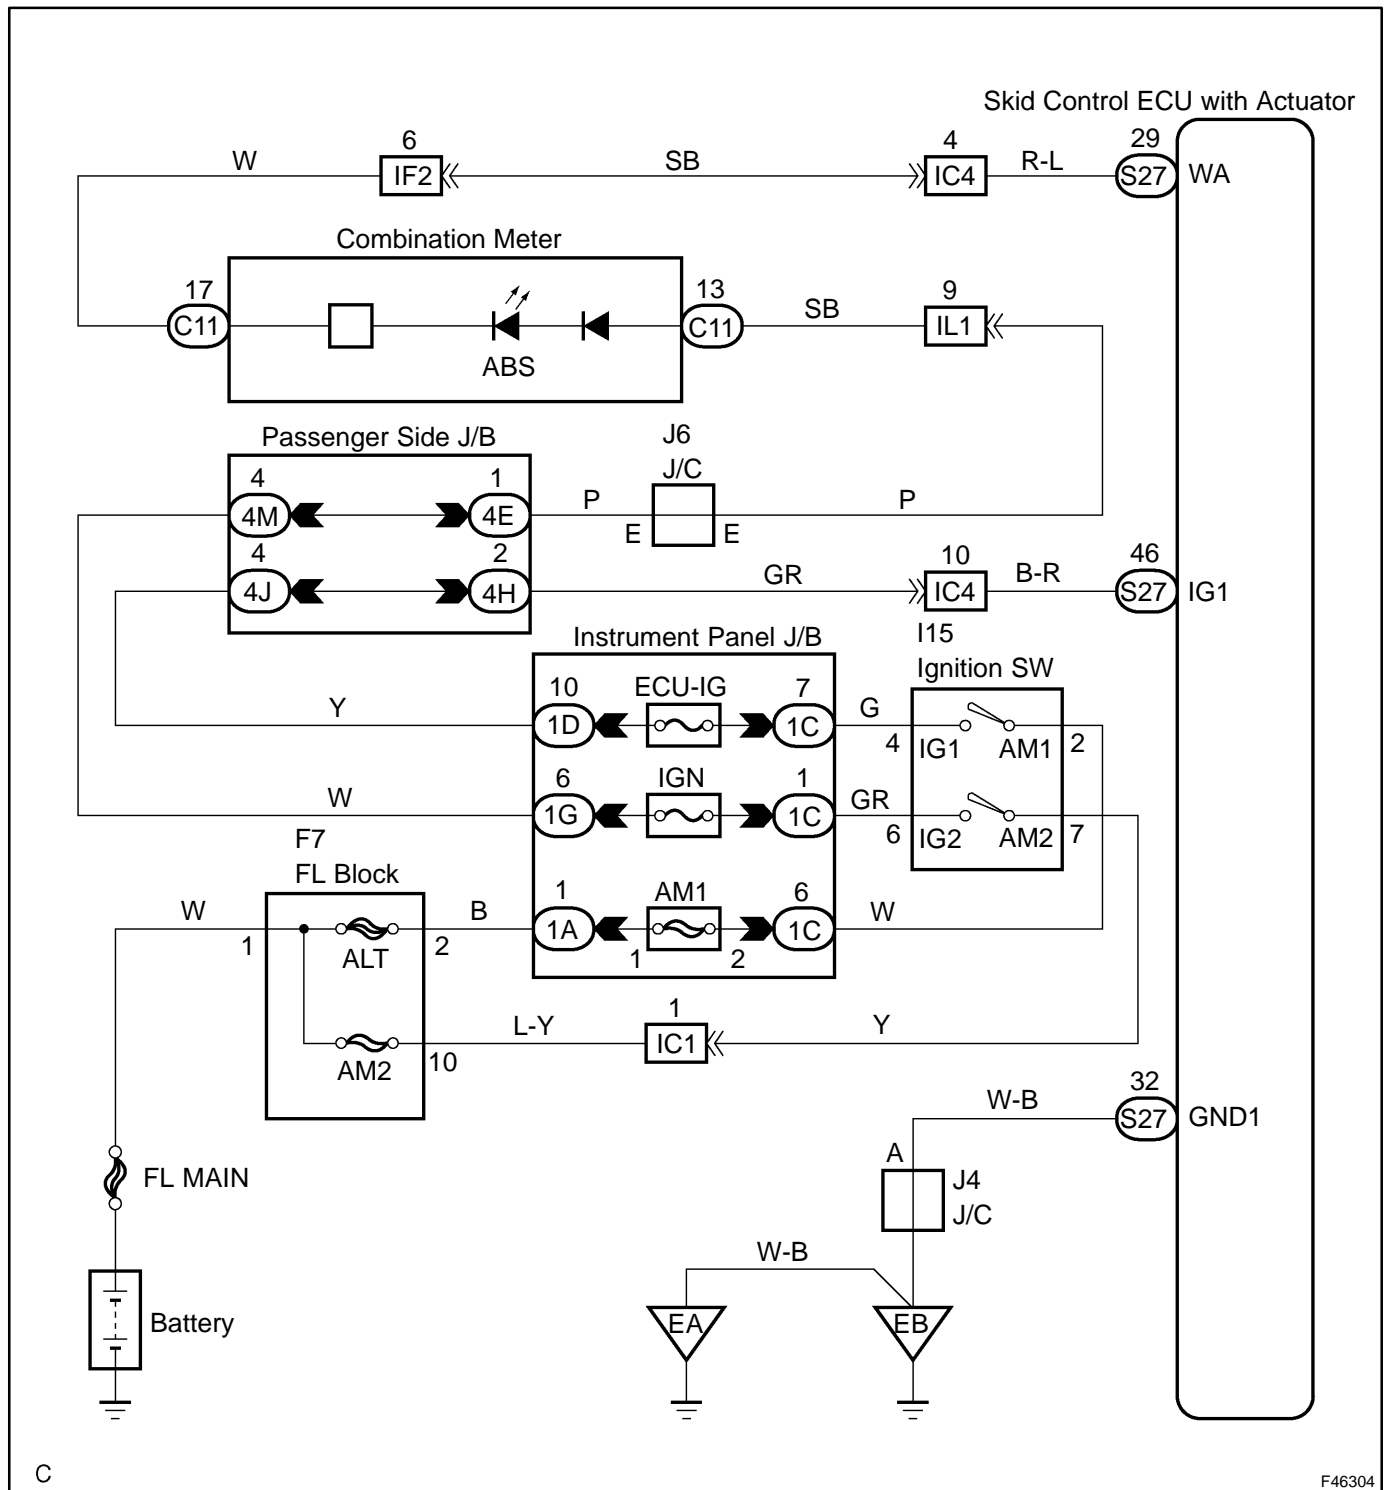 Skid Control ECU with Actuator
6
4
29
W
IF2
SB
IC4
R-L
S27
WA
Combination Meter
17
13
9
C11
C11
SB
IL1
ABS
Passenger Side J/B
J6
J/C
4
1
4M
4E
P
E
E
P
4
2
10
46
4J
4H
GR
IC4
B-R
S27
IG1
Instrument Panel J/B
I15
Ignition SW
10
ECU-IG
7
Y
1D
1C
G
4
IG1
AM1
2
6
IGN
1
W
1G
1C
GR
6
IG2
AM2
7
F7
FL Block
1
AM1
6
W
1
ALT
2
B
1A
1
2
1C
W
AM2
10
L-Y
1
IC1
Y
32
W-B
S27
GND1
FL MAIN
A
J4
J/C
W-B
Battery
EA
EB
C
F46304